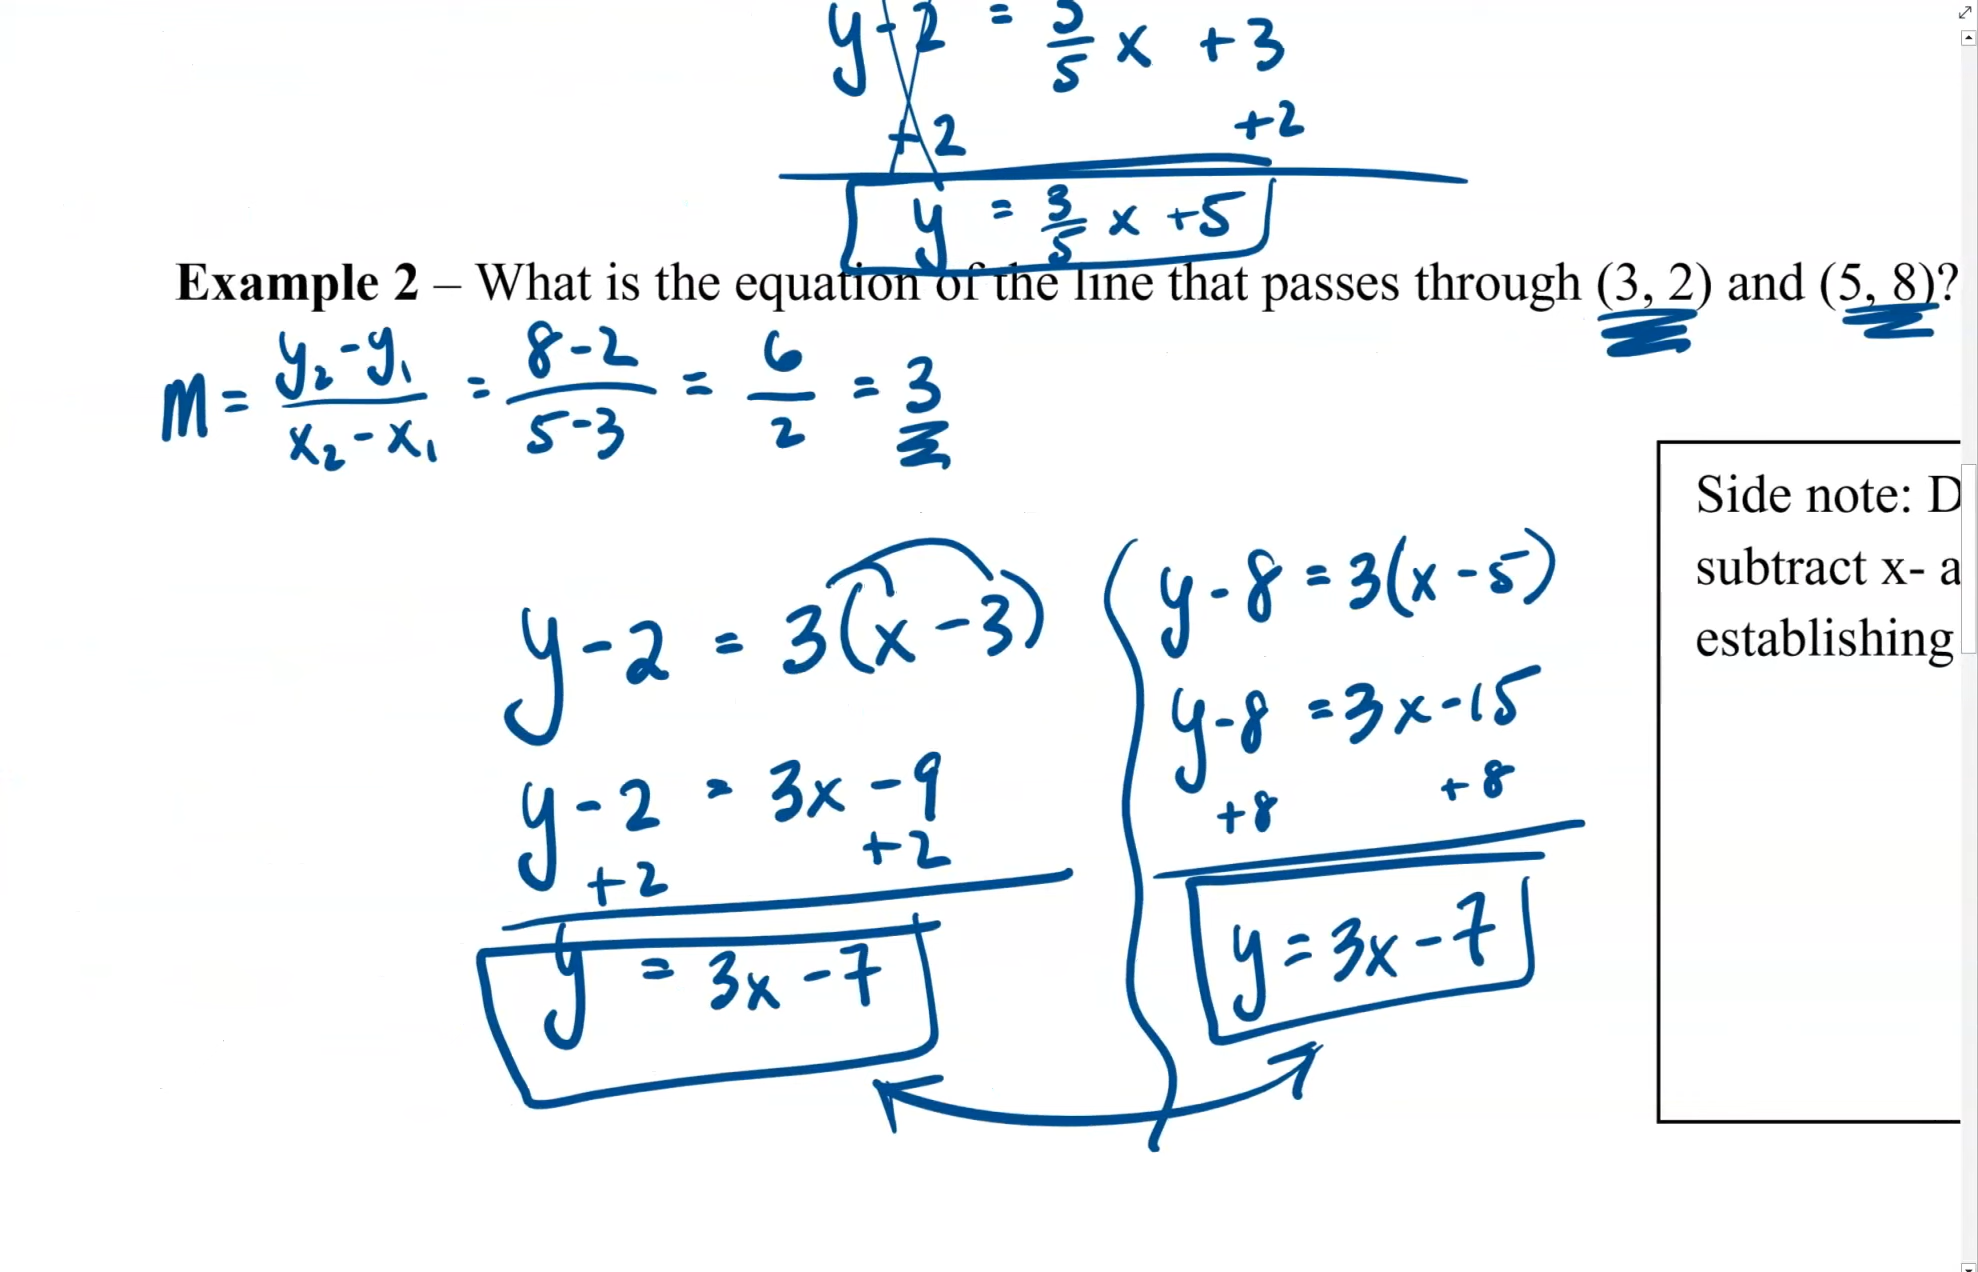 y - 2 = 3/5 x + 3
+2 +2
y = 3/5 x + 5
Example 2 – What is the equation of the line that passes through (3, 2) and (5, 8)?
m = (y₂ - y₁)/(x₂ - x₁) = (8 - 2)/(5 - 3) = 6/2 = 3
y - 2 = 3(x - 3)
y - 2 = 3x - 9
+2 +2
y = 3x - 7
y - 8 = 3(x - 5)
y - 8 = 3x - 15
+8 +8
y = 3x - 7
Side note: D
subtract x- a
establishing